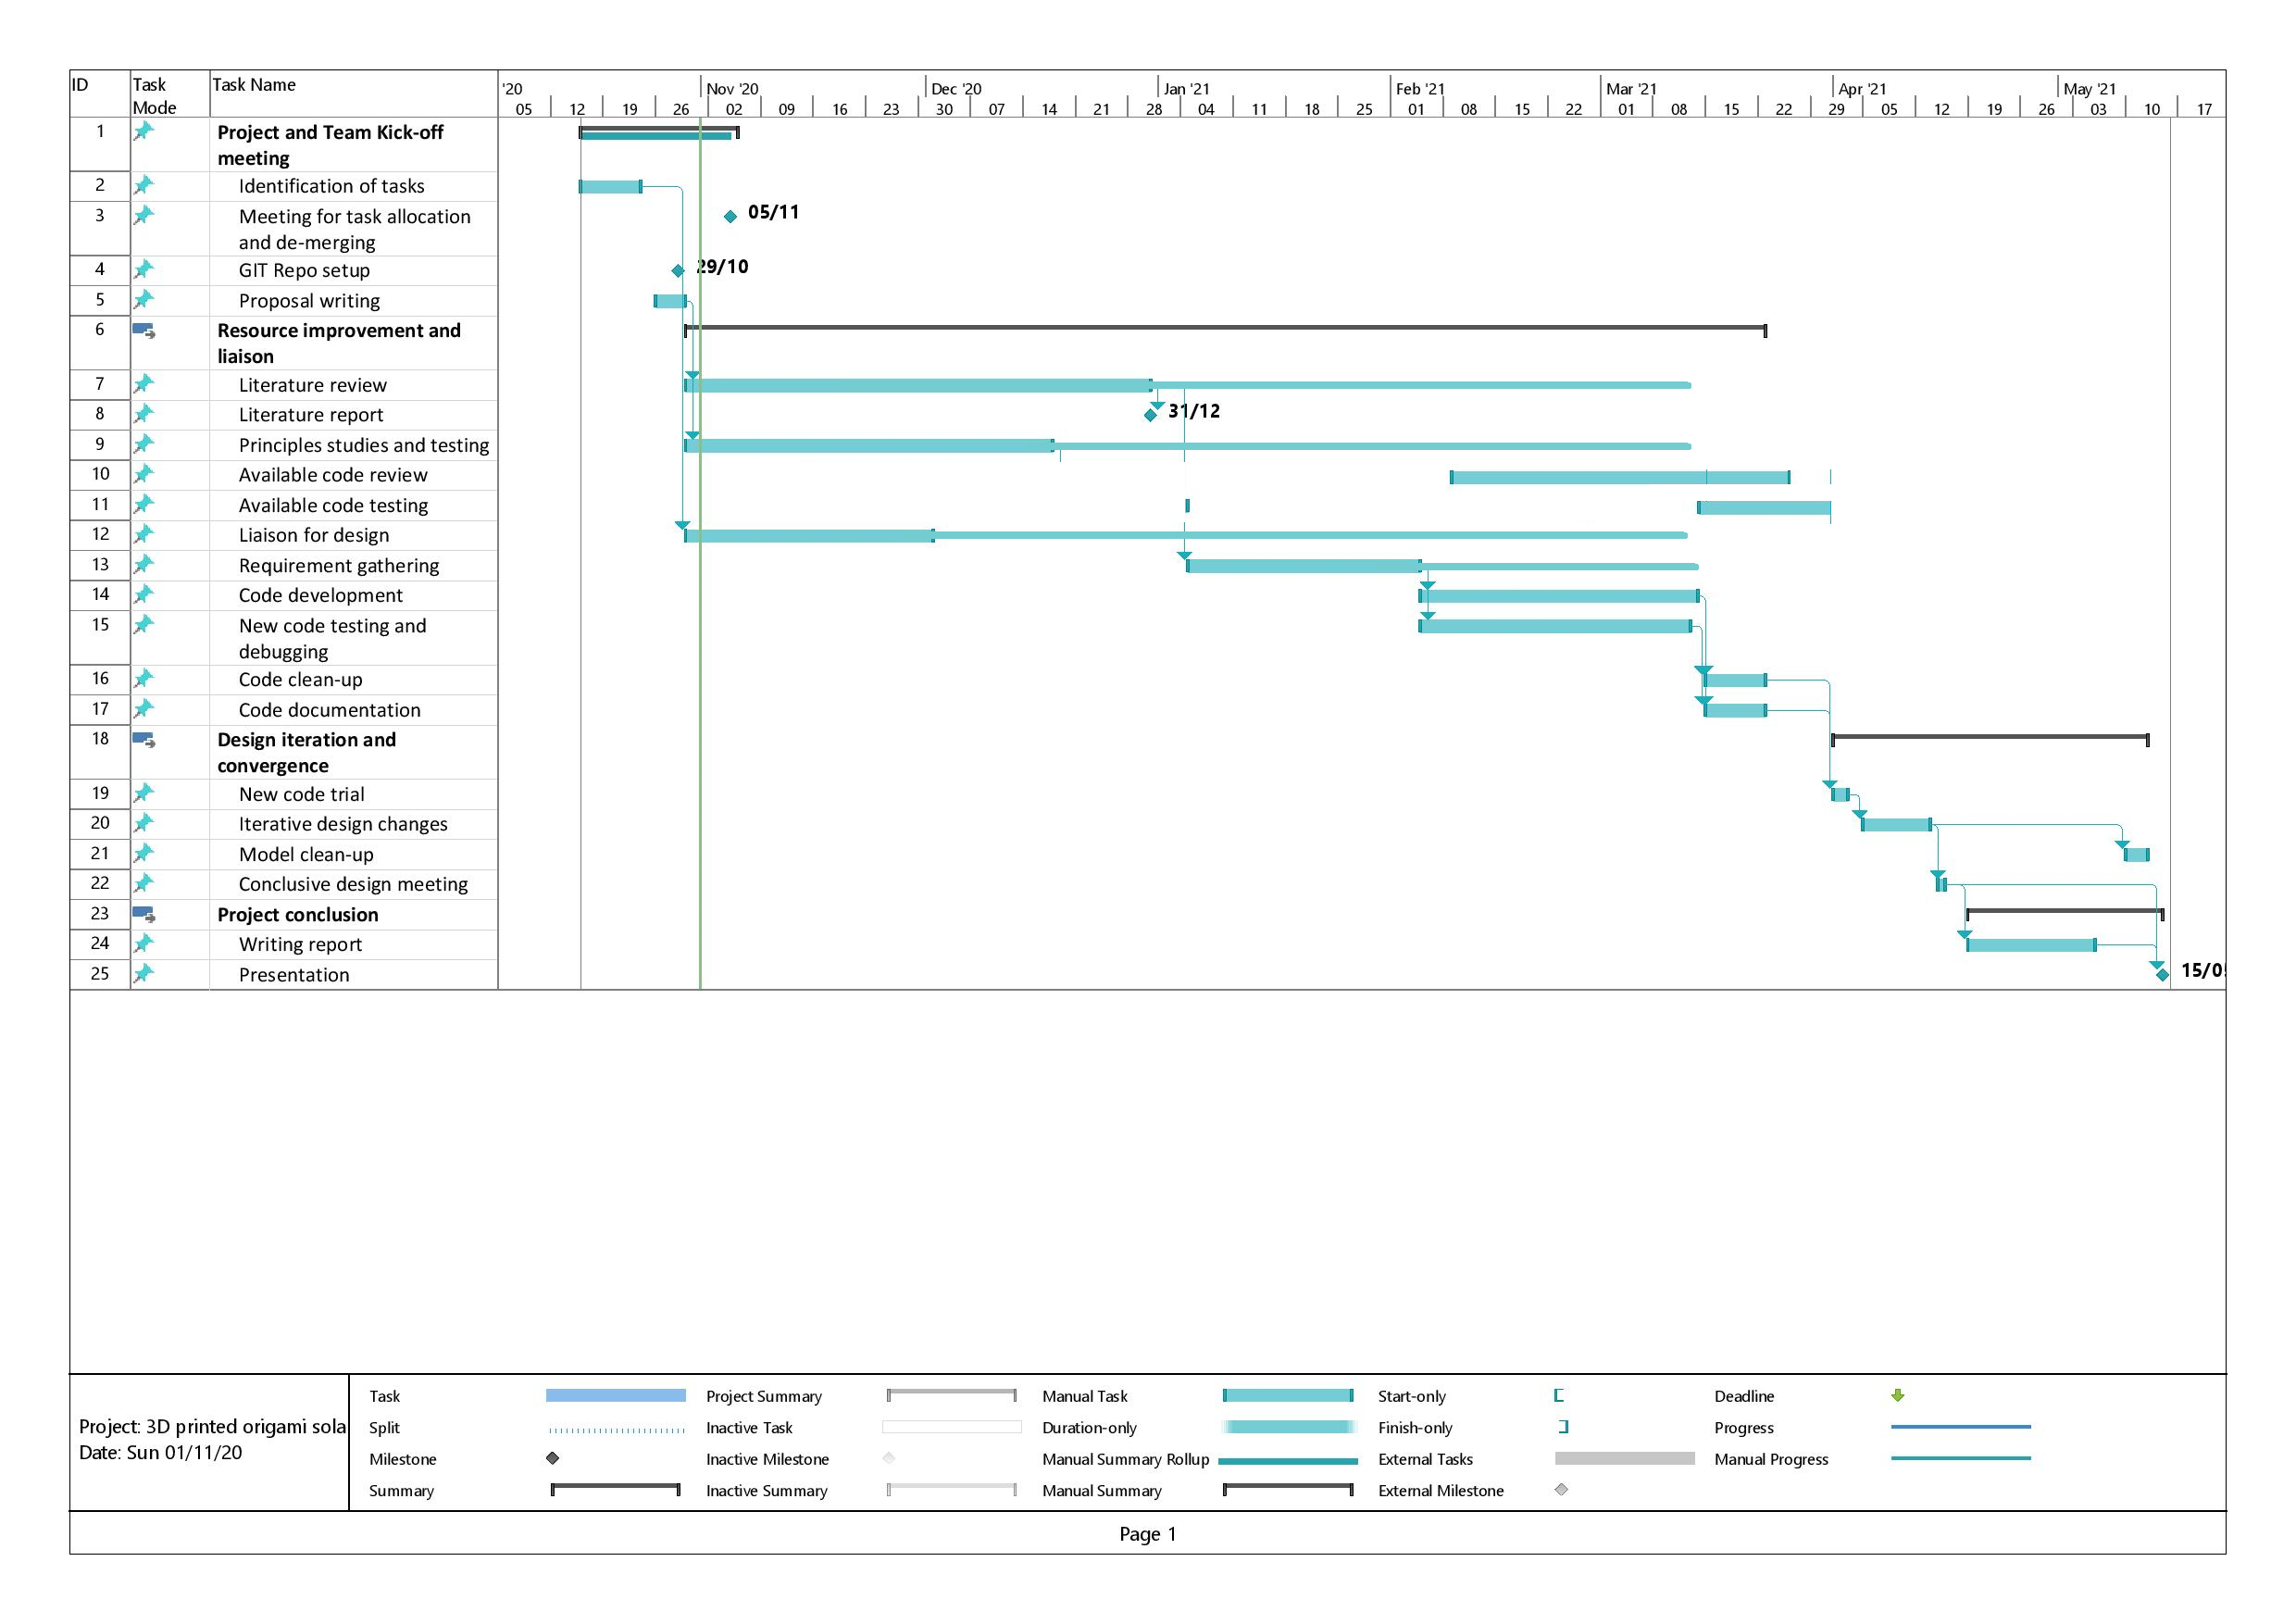 ID
Task Mode
Task Name
'20
Nov '20
Dec '20
Jan '21
Feb '21
Mar '21
Apr '21
May '21
05 12 19 26 02 09 16 23 30 07 14 21 28 04 11 18 25 01 08 15 22 01 08 15 22 29 05 12 19 26 03 10 17
1
Project and Team Kick-off
meeting
2
Identification of tasks
3
Meeting for task allocation
and de-merging
05/11
4
GIT Repo setup
29/10
5
Proposal writing
6
Resource improvement and
liaison
7
Literature review
8
Literature report
31/12
9
Principles studies and testing
10
Available code review
11
Available code testing
12
Liaison for design
13
Requirement gathering
14
Code development
15
New code testing and
debugging
16
Code clean-up
17
Code documentation
18
Design iteration and
convergence
19
New code trial
20
Iterative design changes
21
Model clean-up
22
Conclusive design meeting
23
Project conclusion
24
Writing report
25
Presentation
15/0
Project: 3D printed origami sola
Date: Sun 01/11/20
Task
Split
Milestone
Summary
Project Summary
Inactive Task
Inactive Milestone
Inactive Summary
Manual Task
Duration-only
Manual Summary Rollup
Manual Summary
Start-only
Finish-only
External Tasks
External Milestone
Deadline
Progress
Manual Progress
Page 1